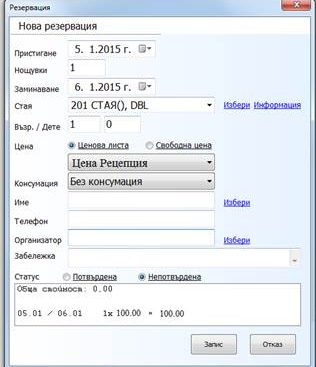 Резервация
Нова резервация
Пристигане 5. 1.2015 г.
Нощувки 1
Заминаване 6. 1.2015 г.
Стая 201 СТАЯ(), DBL Избери Информация
Възр. / Дете 1 0
Цена Ценова листа Свободна цена
Цена Рецепция
Консумация Без консумация
Име Избери
Телефон
Организатор Избери
Забележка
Статус Потвърдена Непотвърдена
Обща стойност: 0.00
05.01 / 06.01 1x 100.00 = 100.00
Запис Отказ